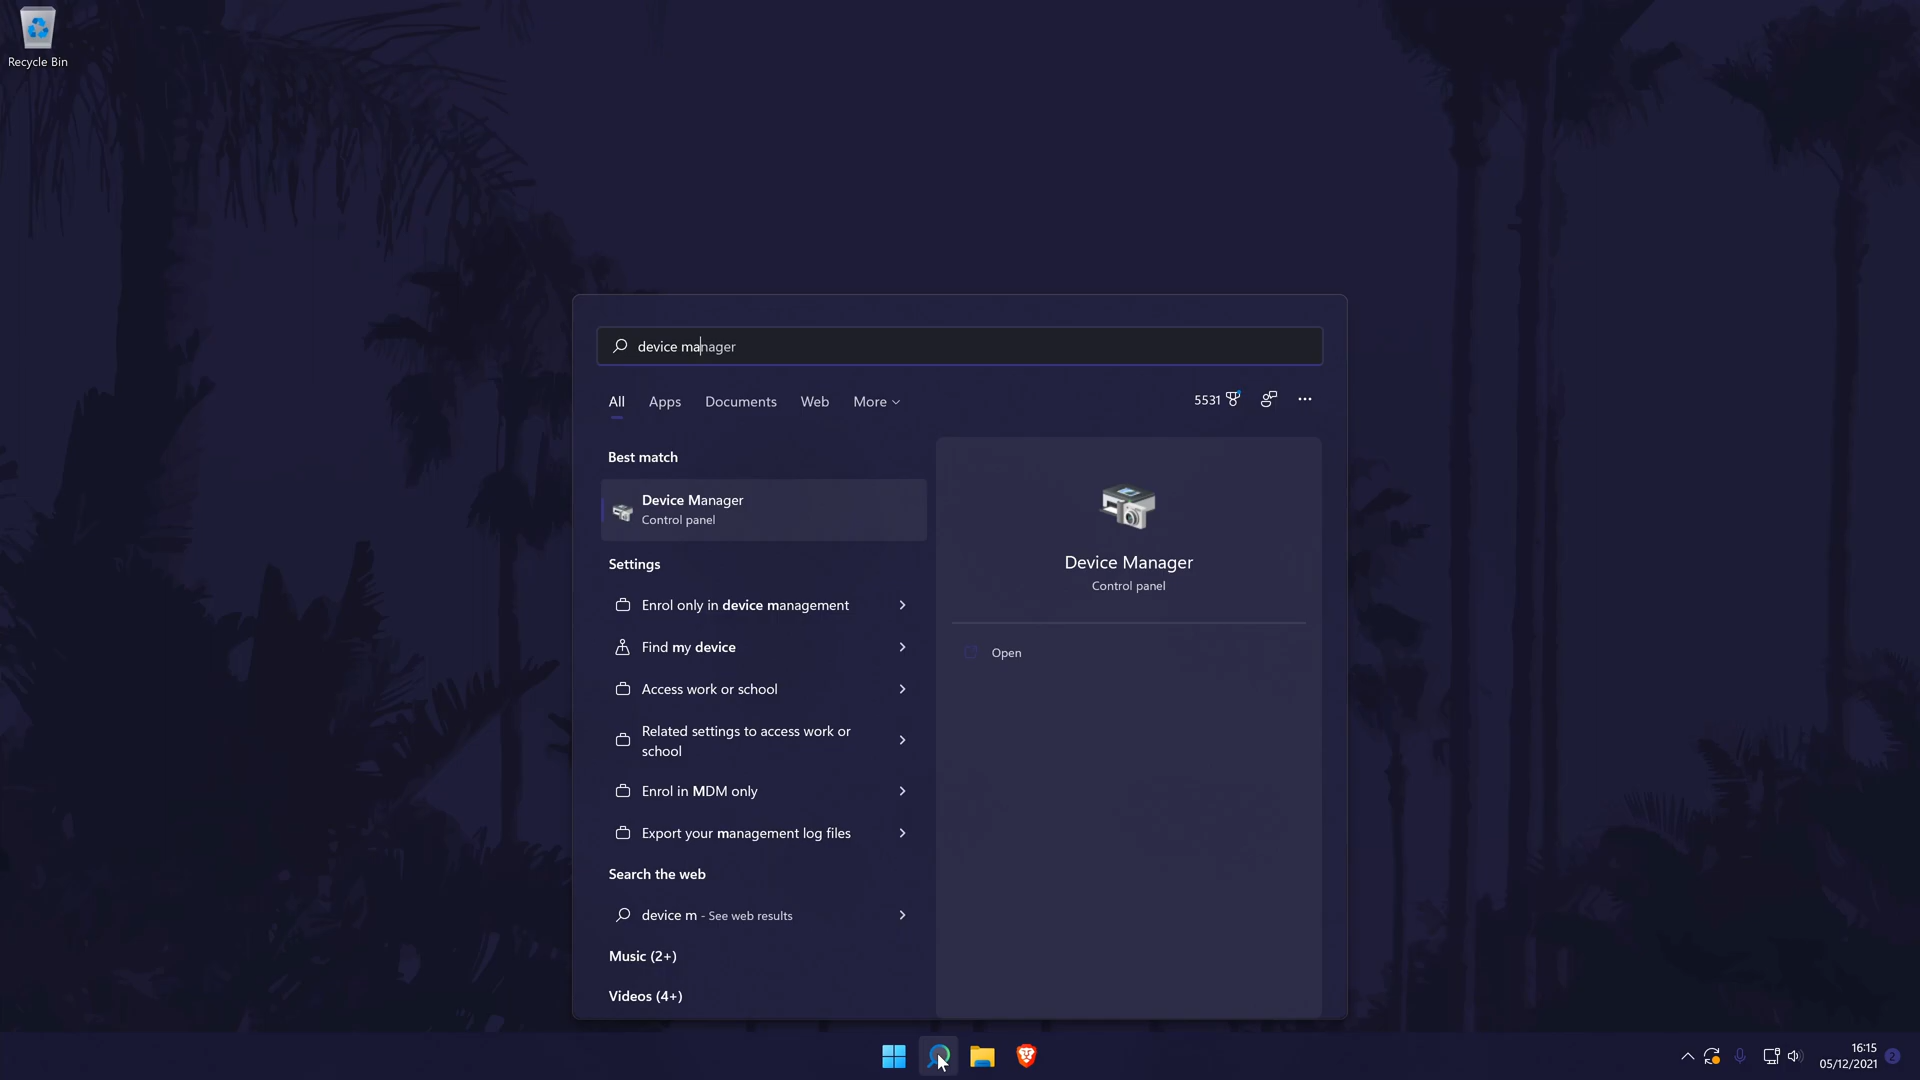 Recycle Bin
device manager
All Apps Documents Web More
5531
Best match
Device Manager
Control panel
Settings
Enrol only in device management
Find my device
Access work or school
Related settings to access work or
school
Enrol in MDM only
Export your management log files
Search the web
device m - See web results
Music (2+)
Videos (4+)
Device Manager
Control panel
Open
16:15
05/12/2021
2